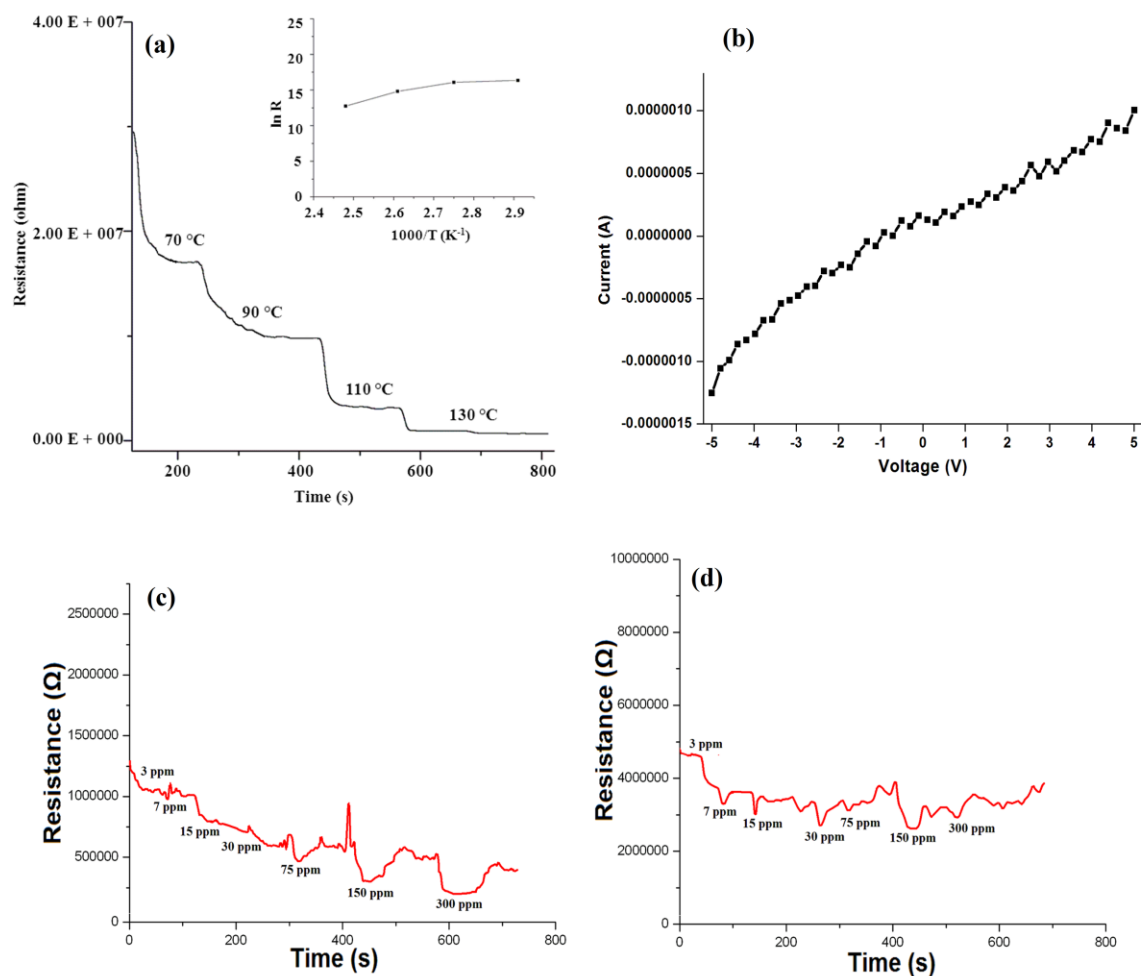 (a)
4.00 E + 007
2.00 E + 007
0.00 E + 000
Resistance (ohm)
70 °C
90 °C
110 °C
130 °C
200
400
600
800
Time (s)
25
20
15
10
5
0
ln R
2.4
2.5
2.6
2.7
2.8
2.9
1000/T (K-1)
(b)
0.0000010
0.0000005
0.0000000
-0.0000005
-0.0000010
-0.0000015
Current (A)
-5
-4
-3
-2
-1
0
1
2
3
4
5
Voltage (V)
(c)
2500000
2000000
1500000
1000000
500000
0
Resistance (Ω)
3 ppm
7 ppm
15 ppm
30 ppm
75 ppm
150 ppm
300 ppm
0
200
400
600
800
Time (s)
(d)
10000000
8000000
6000000
4000000
2000000
0
Resistance (Ω)
3 ppm
7 ppm
15 ppm
30 ppm
75 ppm
150 ppm
300 ppm
0
200
400
600
800
Time (s)